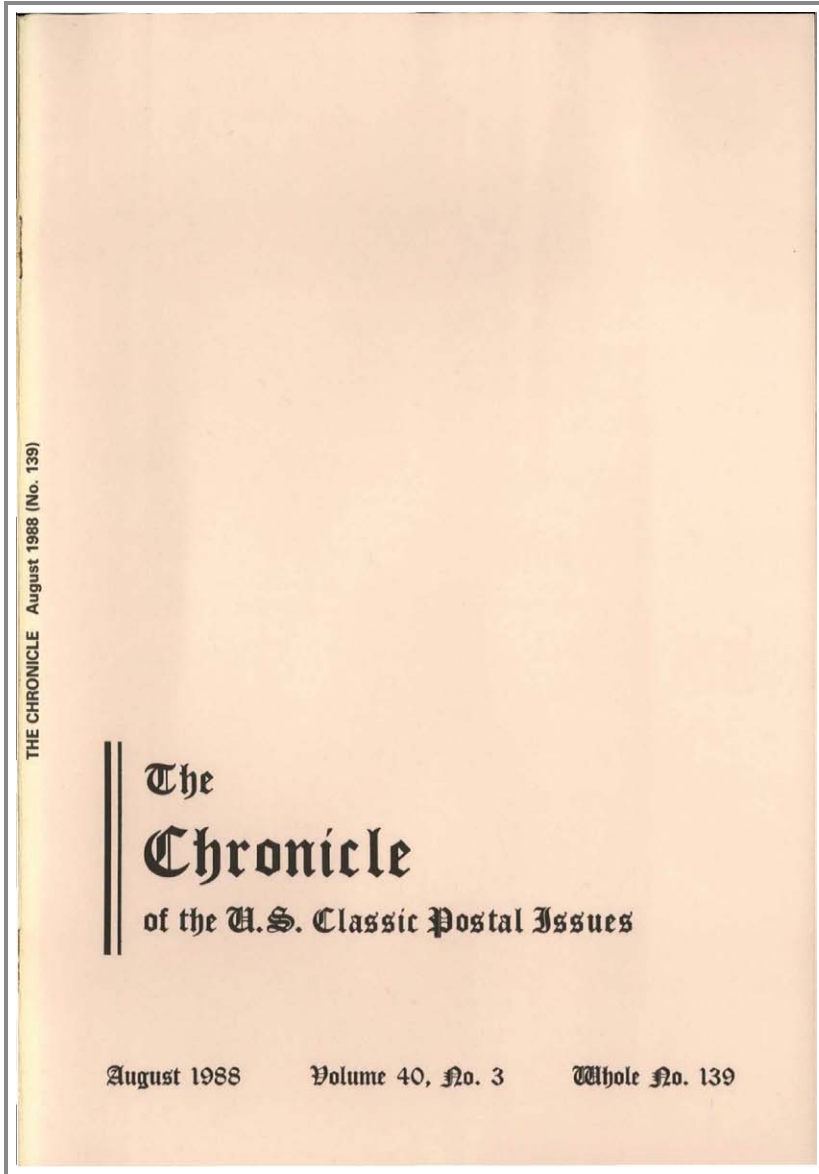 THE CHRONICLE August 1988 (No. 139)
The
Chronicle
of the U.S. Classic Postal Issues
August 1988 Volume 40, No. 3 Whole No. 139